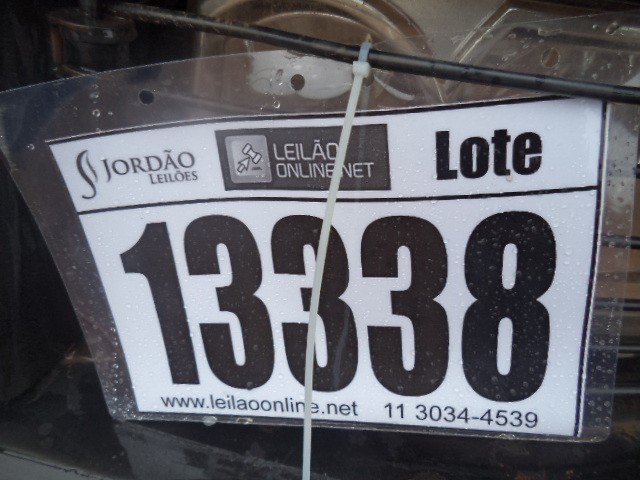 JORDÃO
LEILÕES
LEILÃO
ONLINE.NET
Lote
13338
www.leilaoonline.net 11 3034-4539